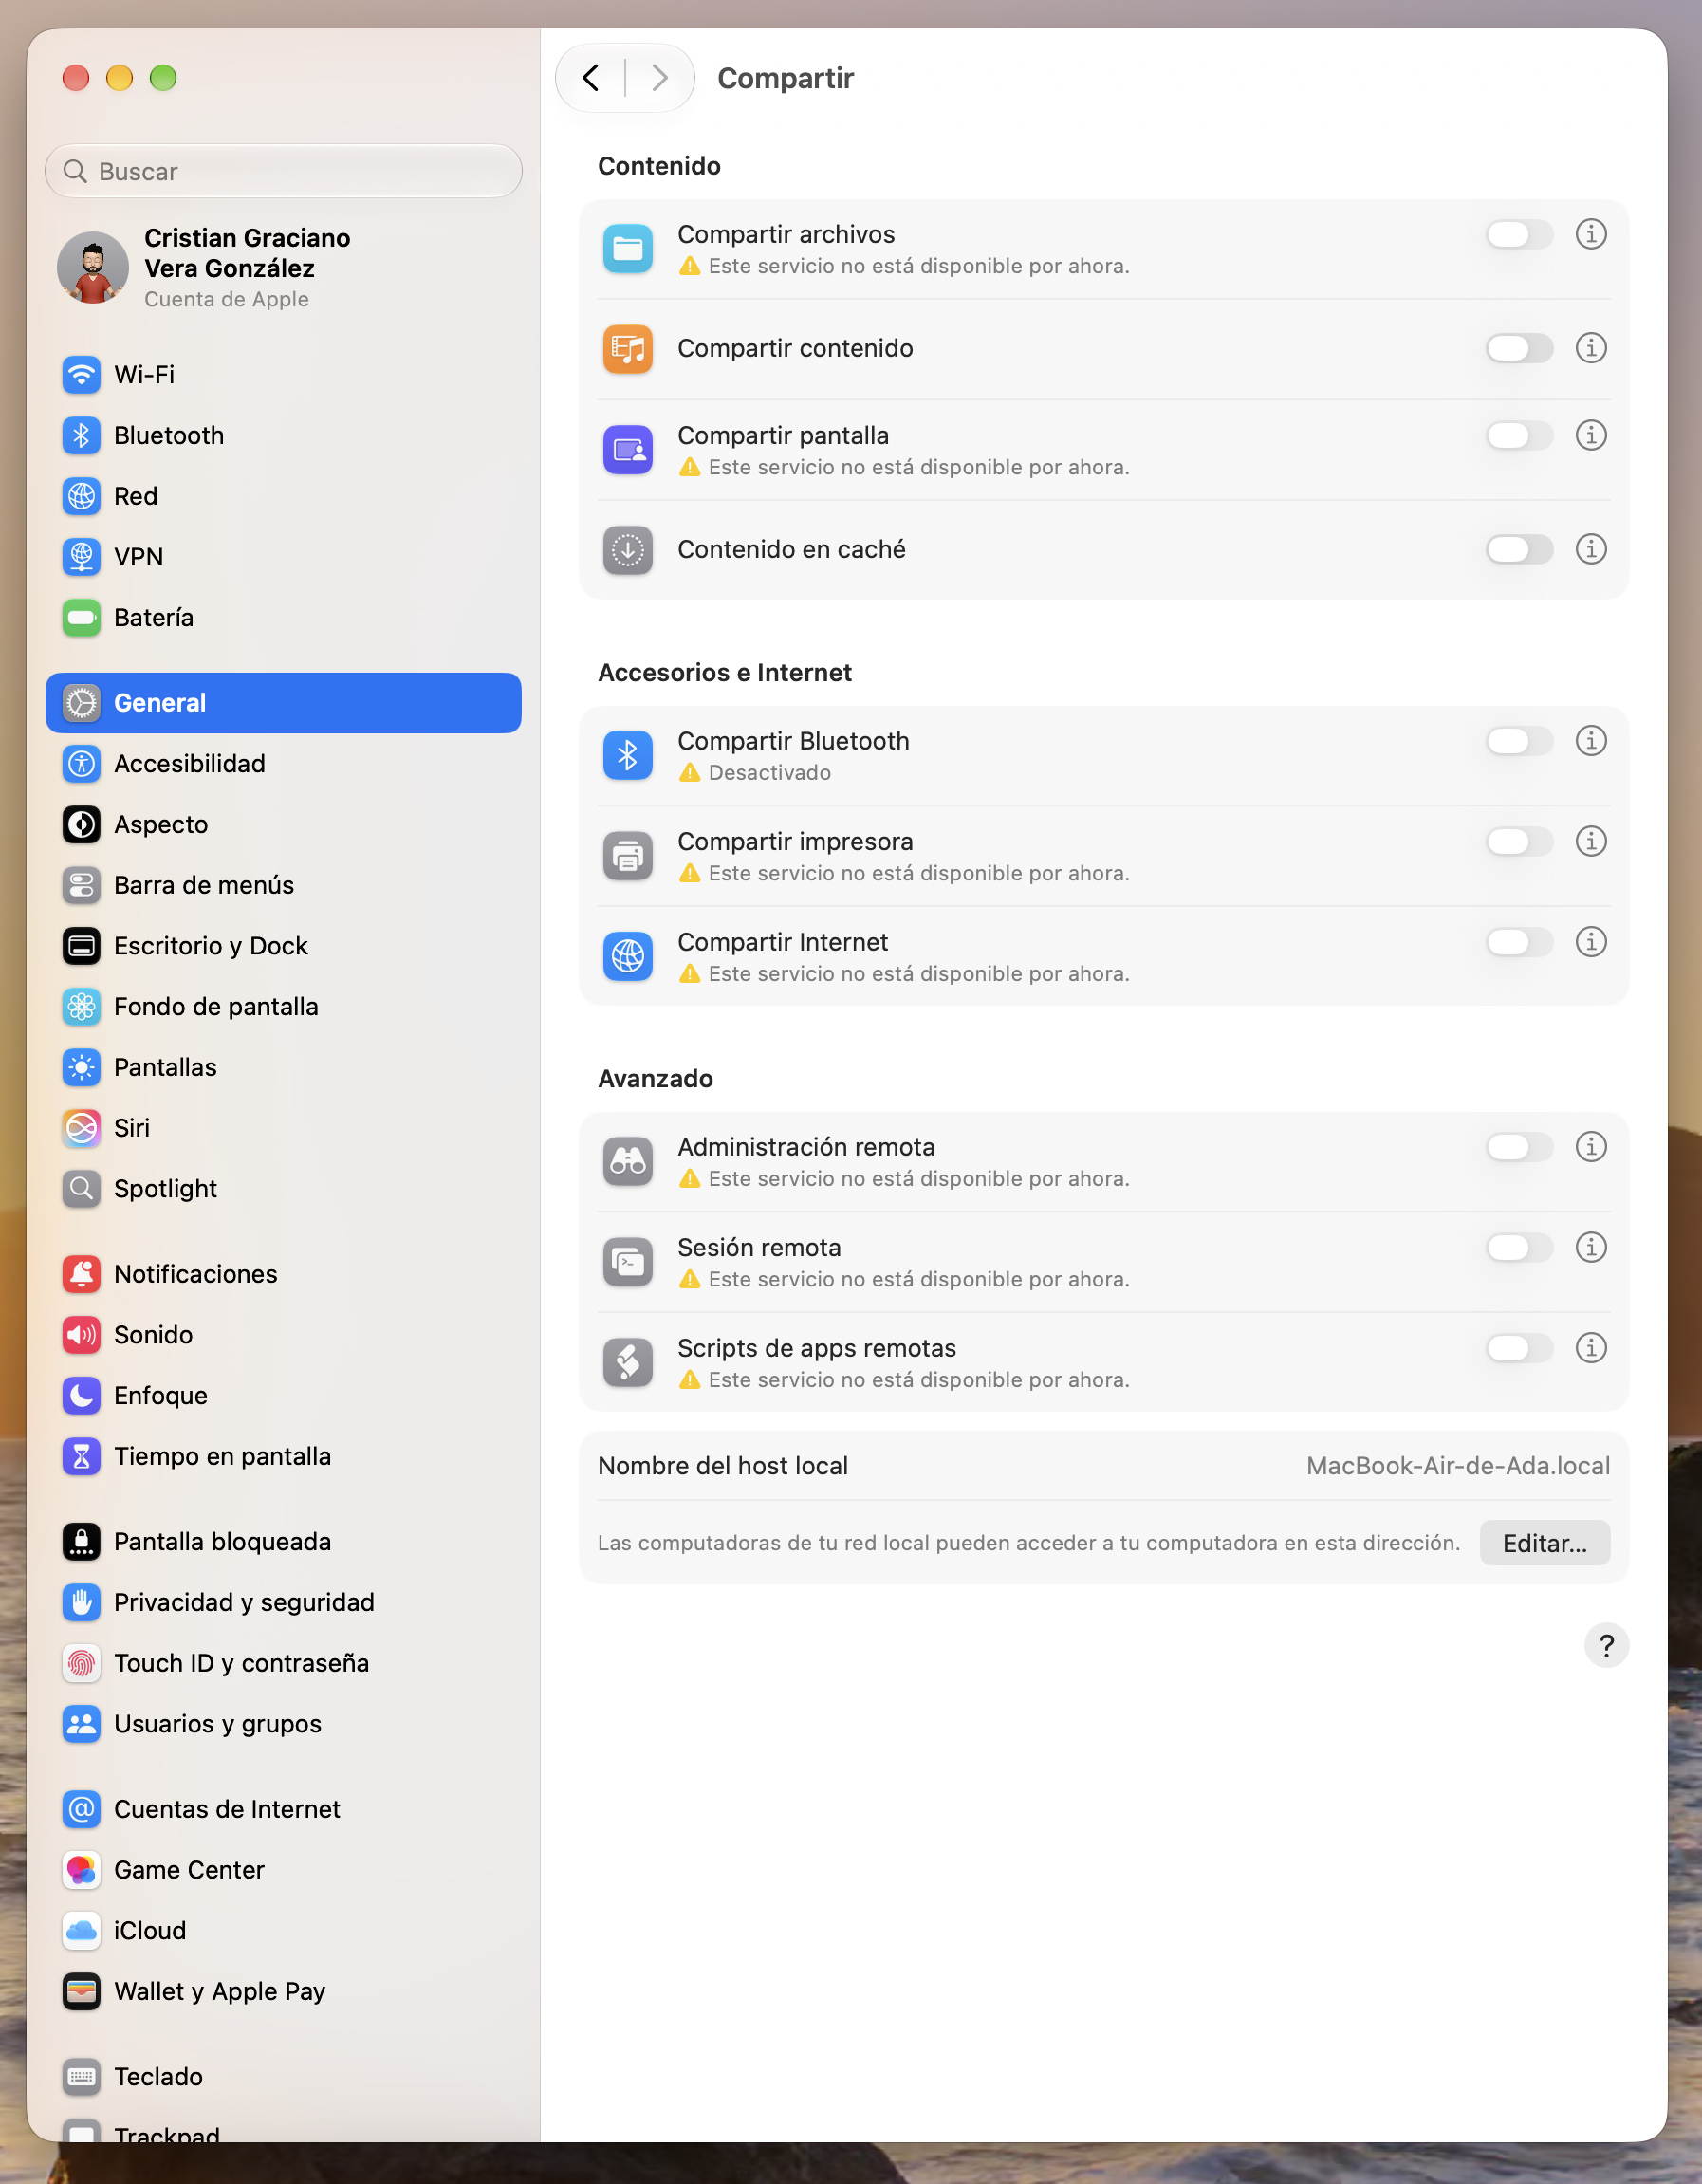 Buscar
Cristian Graciano
Vera González
Cuenta de Apple
Wi-Fi
Bluetooth
Red
VPN
Batería
General
Accesibilidad
Aspecto
Barra de menús
Escritorio y Dock
Fondo de pantalla
Pantallas
Siri
Spotlight
Notificaciones
Sonido
Enfoque
Tiempo en pantalla
Pantalla bloqueada
Privacidad y seguridad
Touch ID y contraseña
Usuarios y grupos
Cuentas de Internet
Game Center
iCloud
Wallet y Apple Pay
Teclado
Trackpad
Compartir
Contenido
Compartir archivos
Este servicio no está disponible por ahora.
Compartir contenido
Compartir pantalla
Este servicio no está disponible por ahora.
Contenido en caché
Accesorios e Internet
Compartir Bluetooth
Desactivado
Compartir impresora
Este servicio no está disponible por ahora.
Compartir Internet
Este servicio no está disponible por ahora.
Avanzado
Administración remota
Este servicio no está disponible por ahora.
Sesión remota
Este servicio no está disponible por ahora.
Scripts de apps remotas
Este servicio no está disponible por ahora.
Nombre del host local MacBook-Air-de-Ada.local
Las computadoras de tu red local pueden acceder a tu computadora en esta dirección. Editar...
?